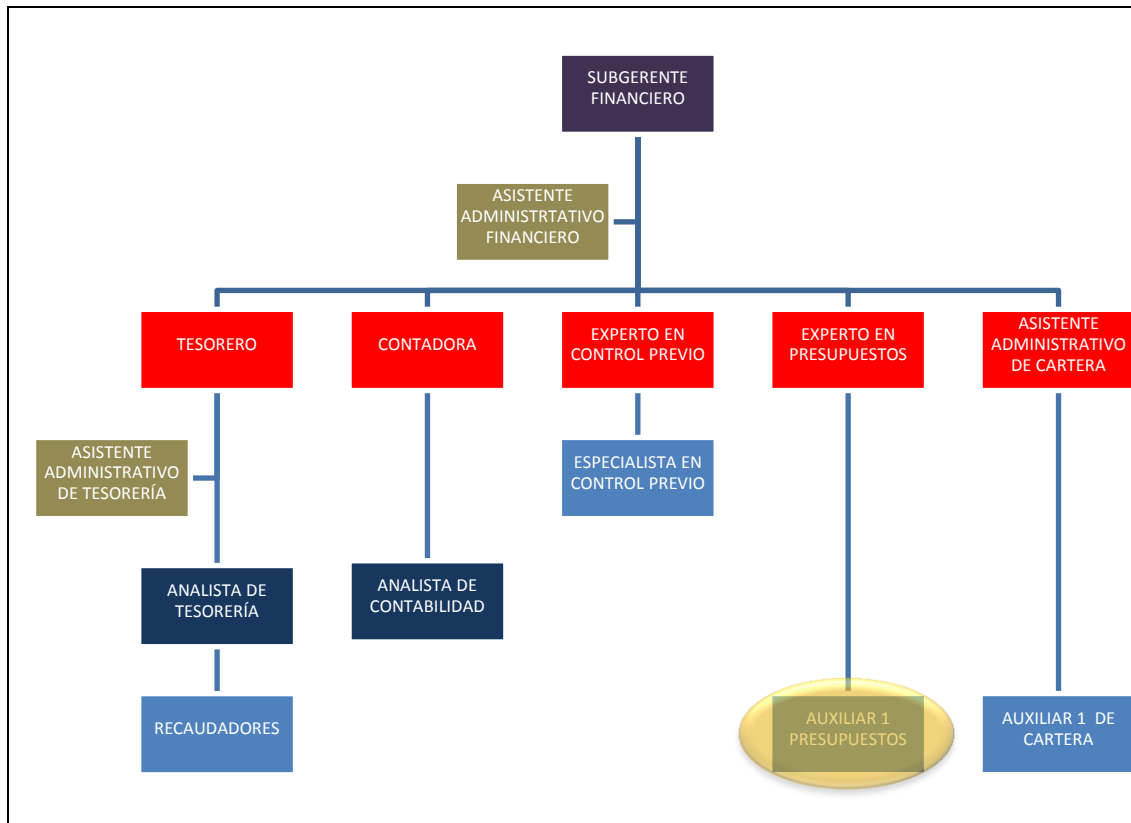 SUBGERENTE
FINANCIERO
ASISTENTE
ADMINISTRTATIVO
FINANCIERO
TESORERO
CONTADORA
EXPERTO EN
CONTROL PREVIO
EXPERTO EN
PRESUPUESTOS
ASISTENTE
ADMINISTRATIVO
DE CARTERA
ASISTENTE
ADMINISTRATIVO
DE TESORERÍA
ESPECIALISTA EN
CONTROL PREVIO
ANALISTA DE
TESORERÍA
ANALISTA DE
CONTABILIDAD
RECAUDADORES
AUXILIAR 1
PRESUPUESTOS
AUXILIAR 1  DE
CARTERA